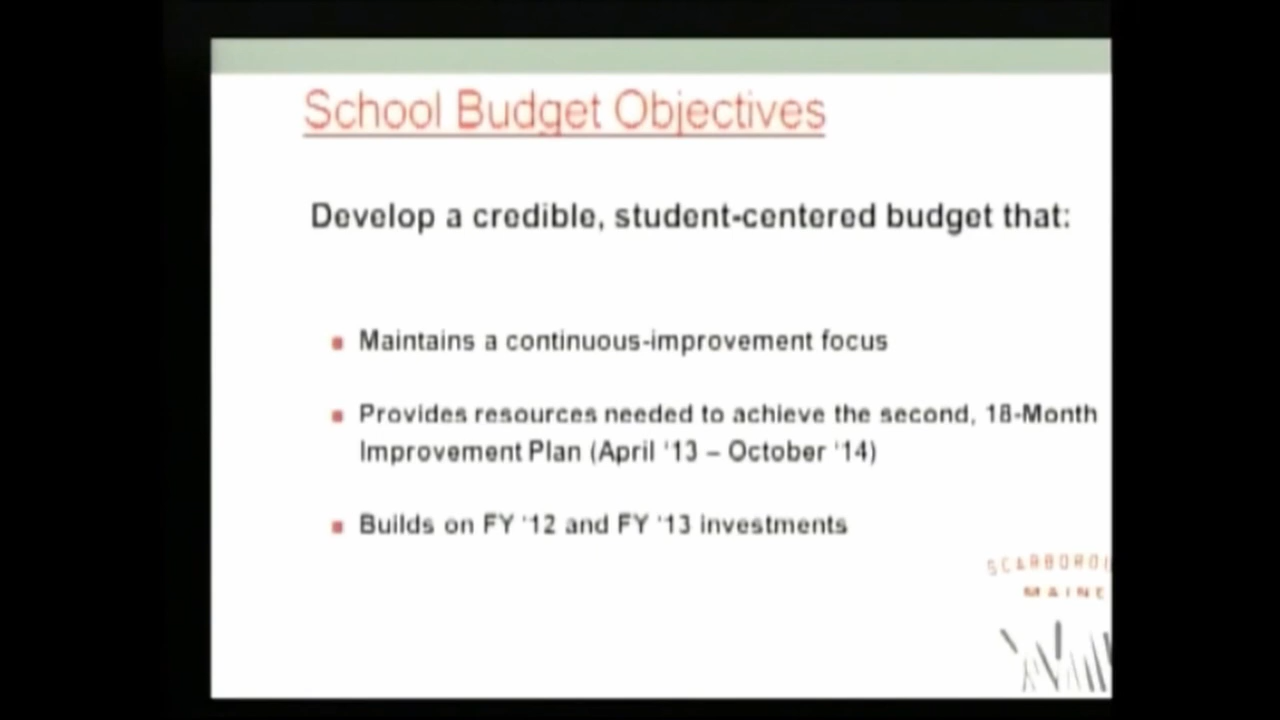 School Budget Objectives
Develop a credible, student-centered budget that:
Maintains a continuous-improvement focus
Provides resources needed to achieve the second, 18-Month
Improvement Plan (April '13 – October '14)
Builds on FY '12 and FY '13 investments
MAINE